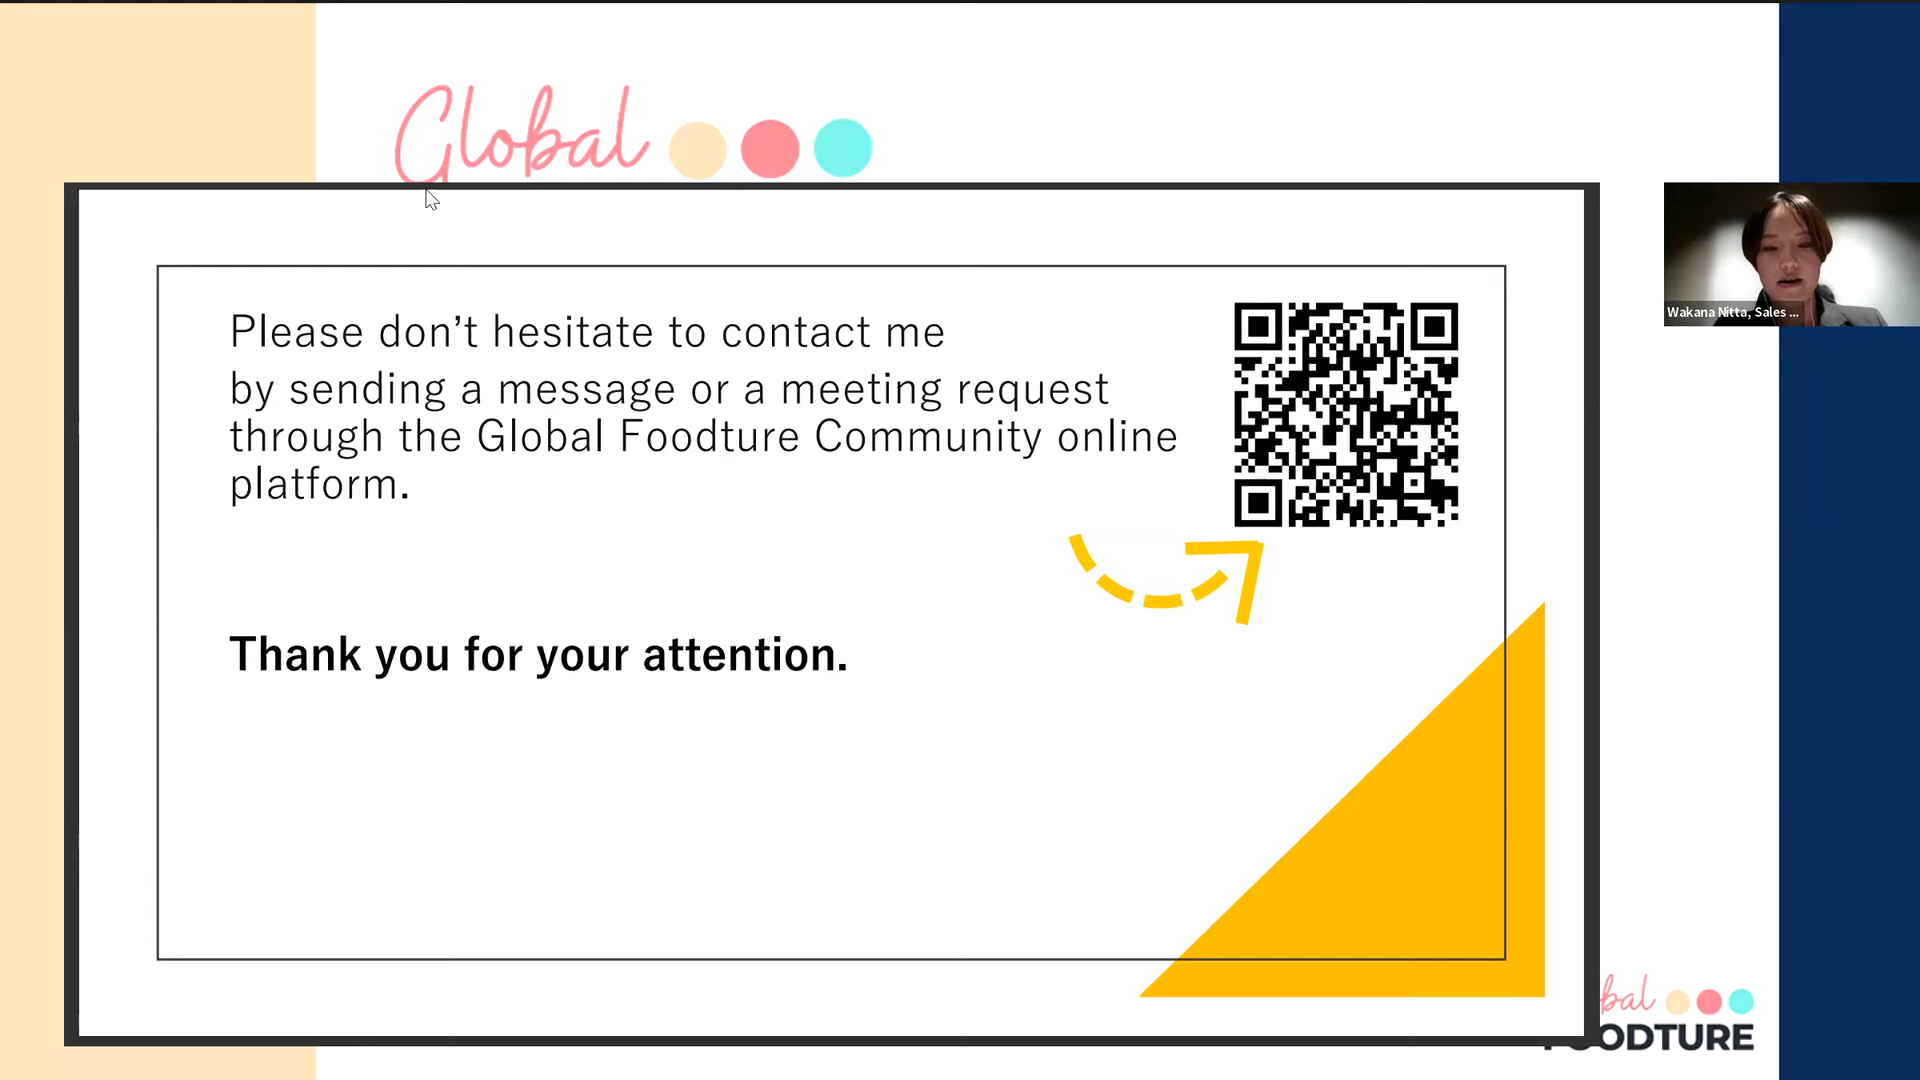 Global
Please don’t hesitate to contact me
by sending a message or a meeting request
through the Global Foodture Community online
platform.
Thank you for your attention.
Wakana Nitta, Sales ...
bal
FOODTURE